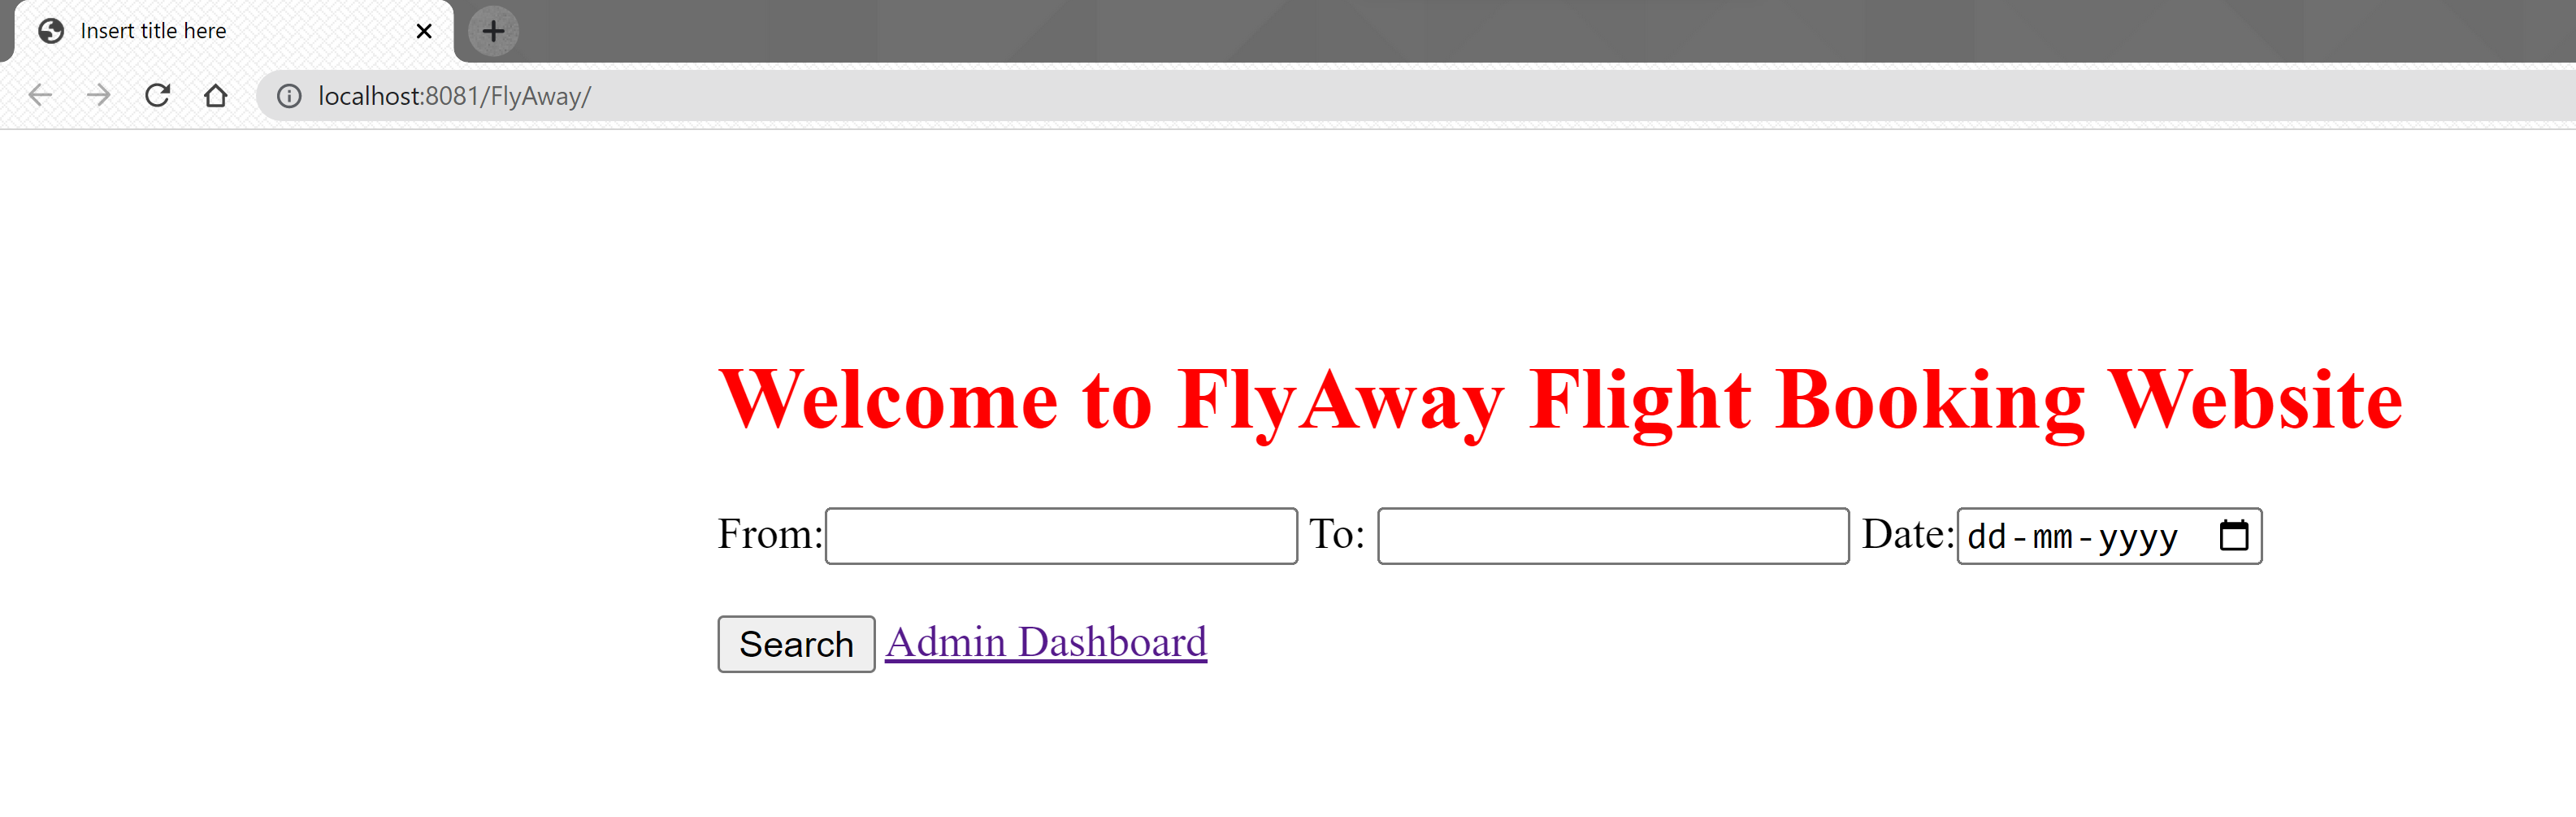 Insert title here
localhost:8081/FlyAway/
Welcome to FlyAway Flight Booking Website
From: To: Date: dd-mm-yyyy
Search Admin Dashboard